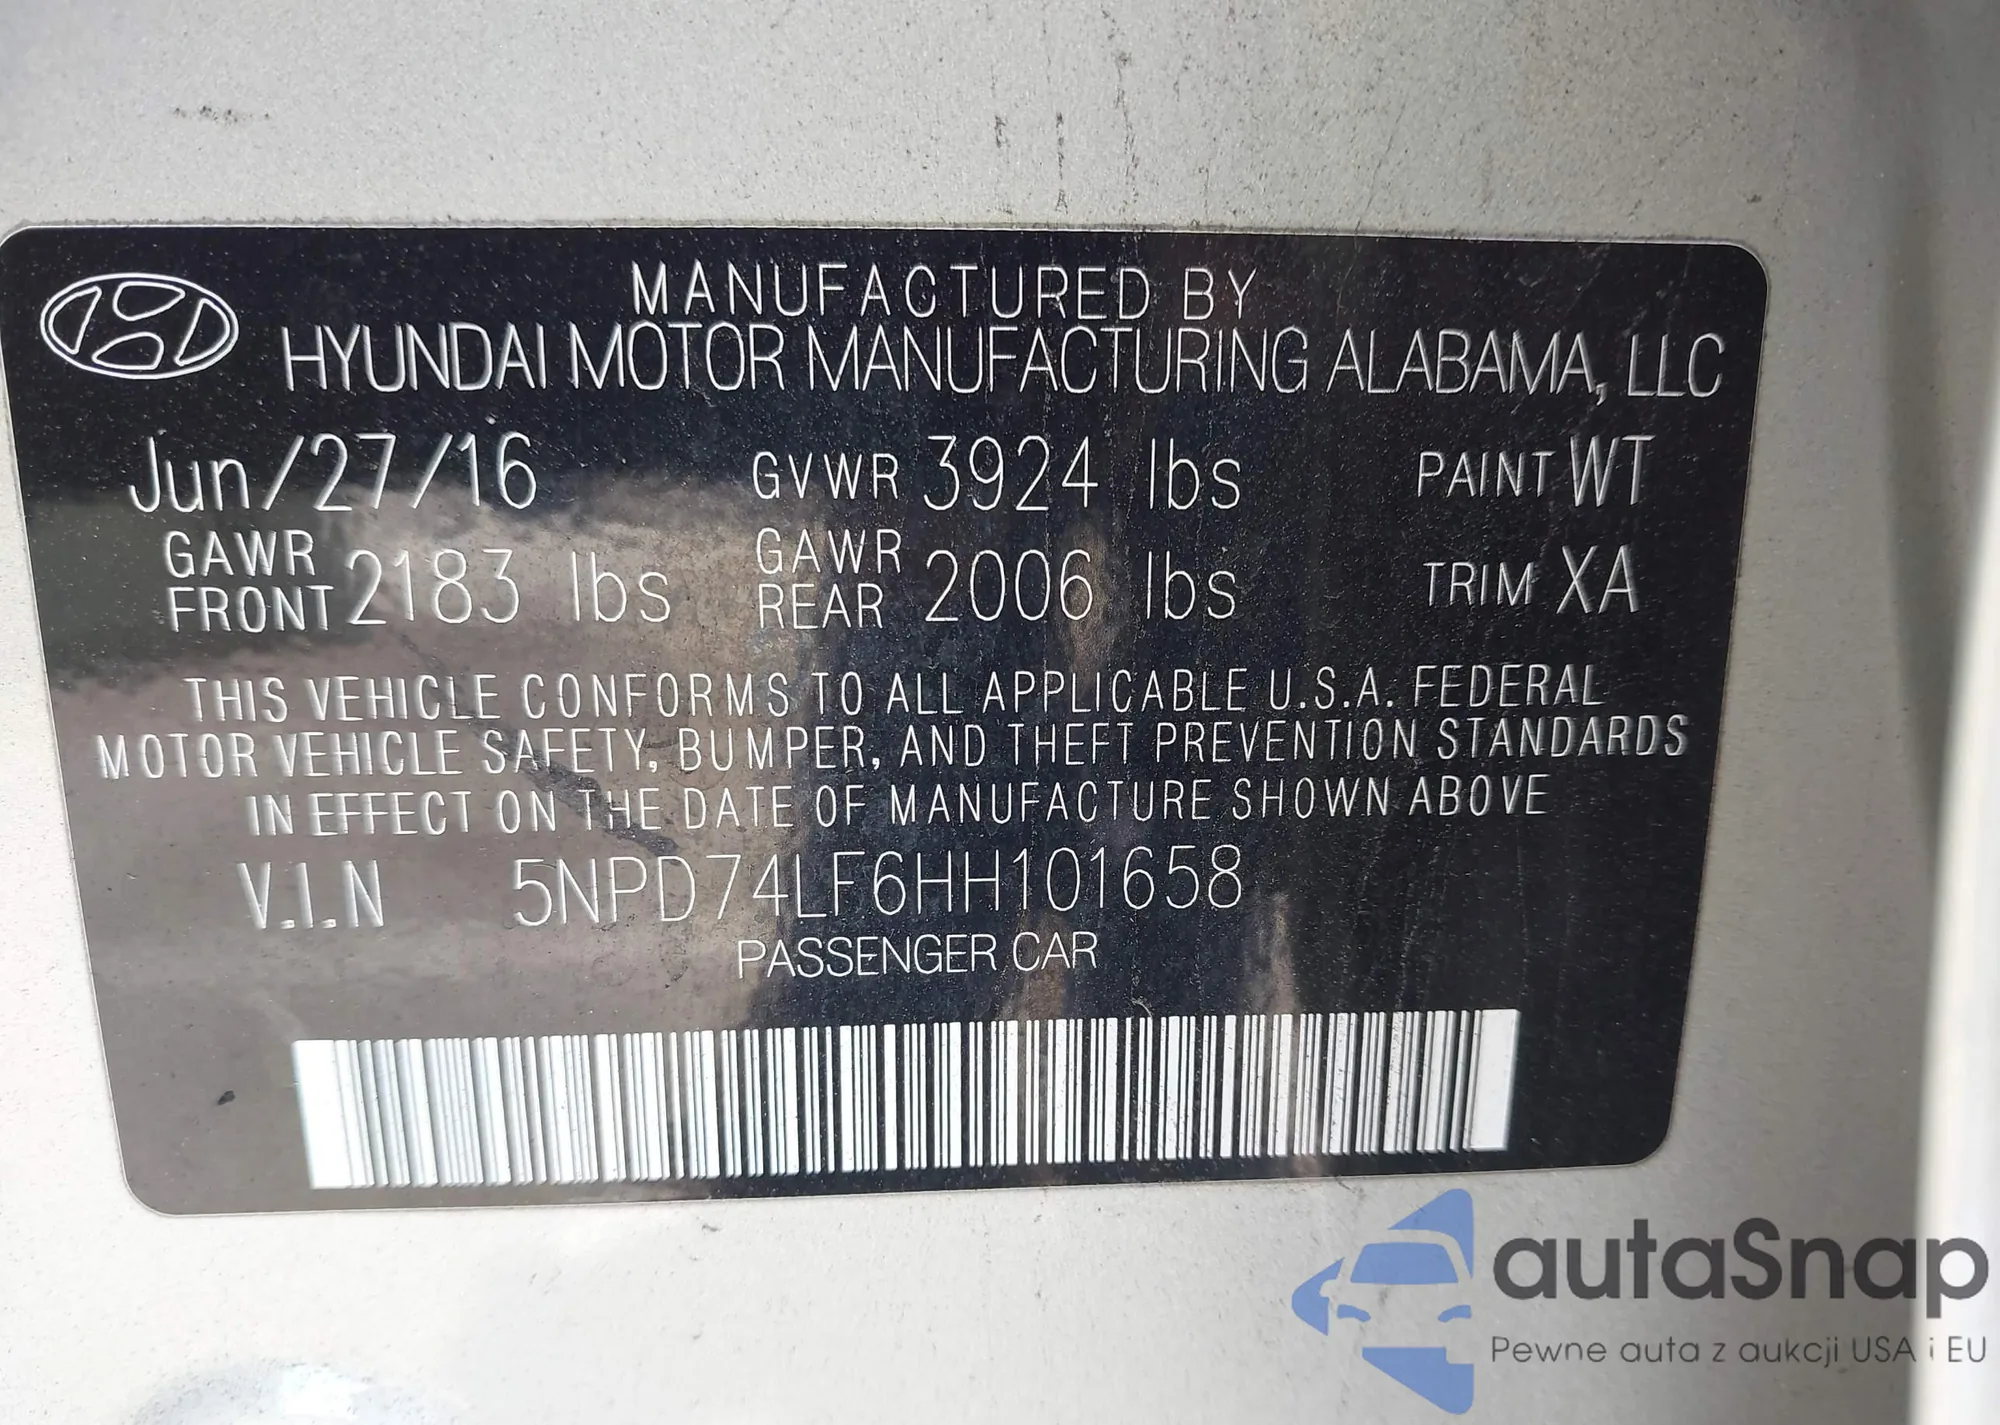 MANUFACTURED BY
HYUNDAI MOTOR MANUFACTURING ALABAMA, LLC
Jun/27/16 GVWR 3924 lbs PAINT WT
GAWR FRONT 2183 lbs GAWR REAR 2006 lbs TRIM XA
THIS VEHICLE CONFORMS TO ALL APPLICABLE U.S.A. FEDERAL
MOTOR VEHICLE SAFETY, BUMPER, AND THEFT PREVENTION STANDARDS
IN EFFECT ON THE DATE OF MANUFACTURE SHOWN ABOVE
V.I.N 5NPD74LF6HH101658
PASSENGER CAR
autaSnap
Pewne auta z aukcji USA i EU